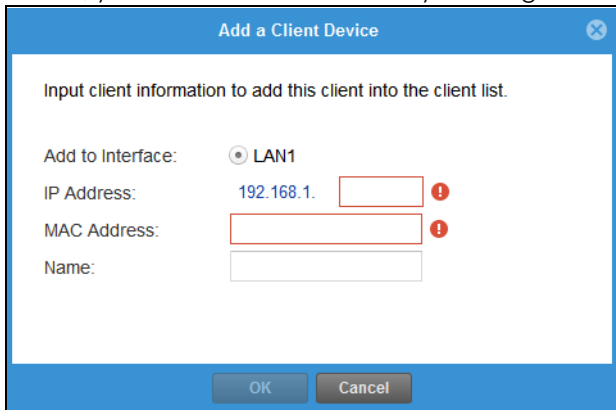 Add a Client Device
Input client information to add this client into the client list.
Add to Interface: LAN1
IP Address: 192.168.1.
MAC Address:
Name:
OK Cancel